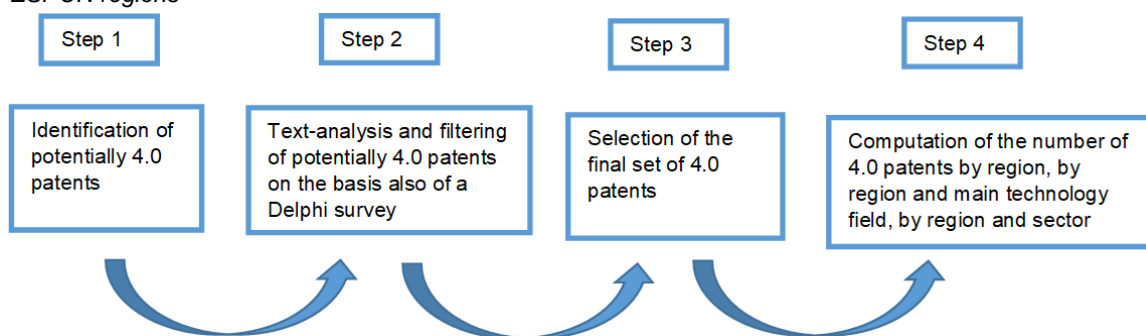 ESPON regions
Step 1
Step 2
Step 3
Step 4
Identification of
potentially 4.0
patents
Text-analysis and filtering
of potentially 4.0 patents
on the basis also of a
Delphi survey
Selection of the
final set of 4.0
patents
Computation of the number of
4.0 patents by region, by
region and main technology
field, by region and sector